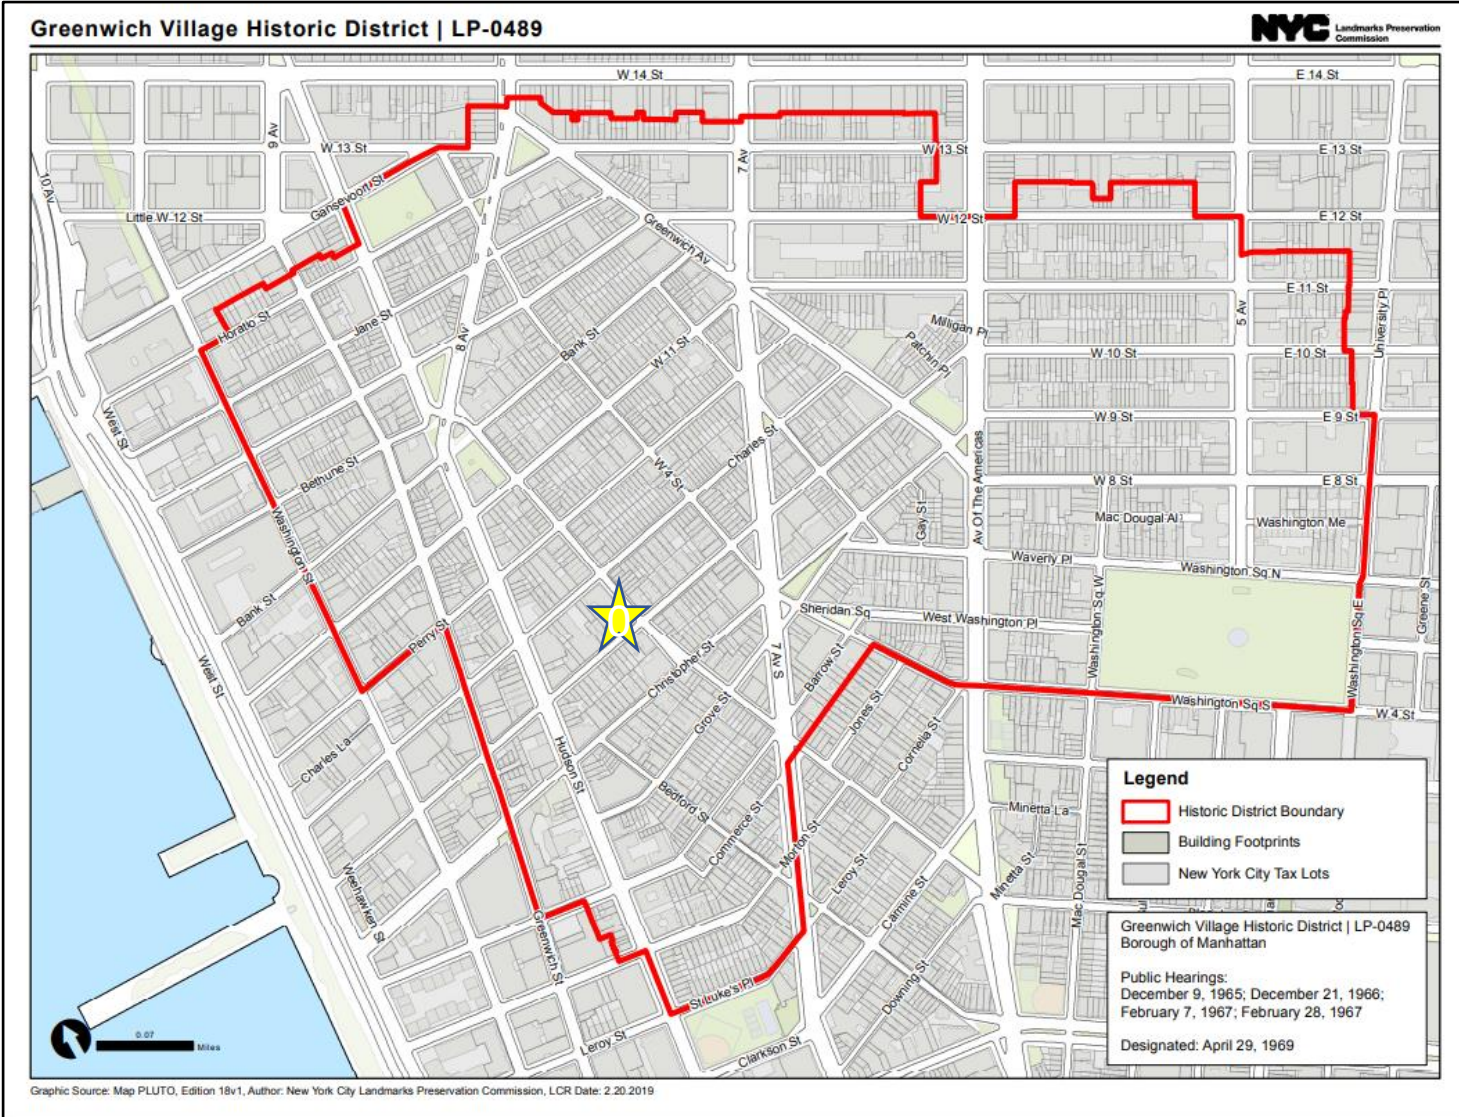 Greenwich Village Historic District | LP-0489
NYC Landmarks Preservation
Commission
W 14 St
E 14 St
9 Av
W 13 St
7 Av
W 13 St
E 13 St
10 Av
Gansevoort St
Little W 12 St
Greenwich Av
W 12 St
E 12 St
E 11 St
University Pl
5 Av
Horatio St
Jane St
8 Av
Bank St
W 11 St
Milligan Pl
Patchin Pl
W 10 St
E 10 St
West St
W 9 St
E 9 St
Charles St
W 4 St
Av Of The Americas
Bethune St
W 8 St
E 8 St
Gay St
Mac Dougal Al
Washington Me
Washington St
Waverly Pl
Washington Sq N
Bank St
Perry St
Sheridan Sq
West Washington Pl
Washington Sq W
Washington Sq E
Greene St
West St
Christopher St
7 Av S
Barrow St
Grove St
Jones St
Cornelia St
Washington Sq S
W 4 St
Charles La
Hudson St
Bedford St
Commerce St
Morton St
Leroy St
Carmine St
Minetta La
Minetta St
Mac Dougal St
Weehawken St
Greenwich St
St Luke's Pl
Downing St
Leroy St
Clarkson St
Legend
Historic District Boundary
Building Footprints
New York City Tax Lots
Greenwich Village Historic District | LP-0489
Borough of Manhattan
Public Hearings:
December 9, 1965; December 21, 1966;
February 7, 1967; February 28, 1967
Designated: April 29, 1969
0.07
Miles
Graphic Source: Map PLUTO, Edition 18v1, Author: New York City Landmarks Preservation Commission, LCR Date: 2.20.2019